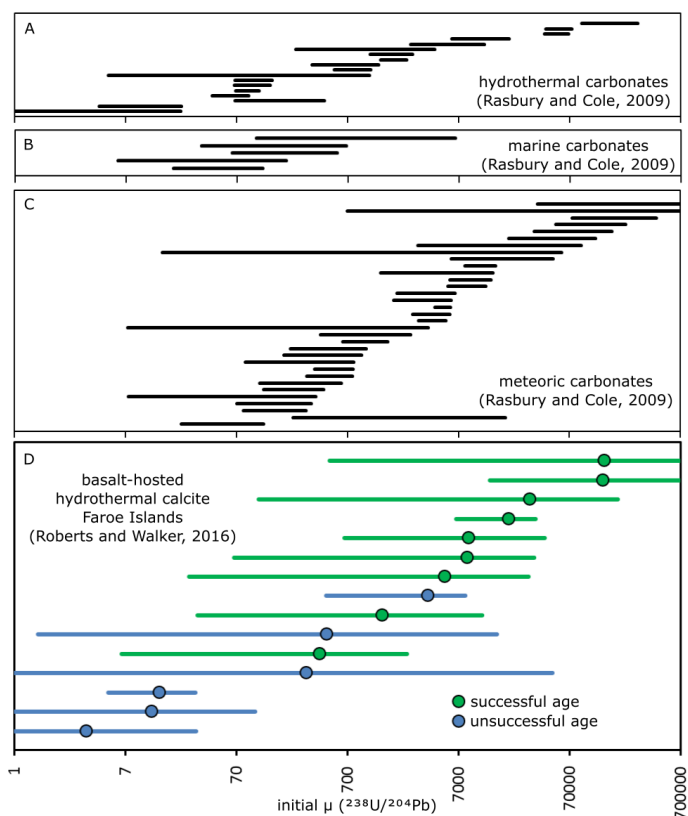 A
hydrothermal carbonates
(Rasbury and Cole, 2009)
B
marine carbonates
(Rasbury and Cole, 2009)
C
meteoric carbonates
(Rasbury and Cole, 2009)
D
basalt-hosted
hydrothermal calcite
Faroe Islands
(Roberts and Walker, 2016)
successful age
unsuccessful age
1
7
70
700
7000
70000
700000
initial μ (²³⁸U/²⁰⁴Pb)